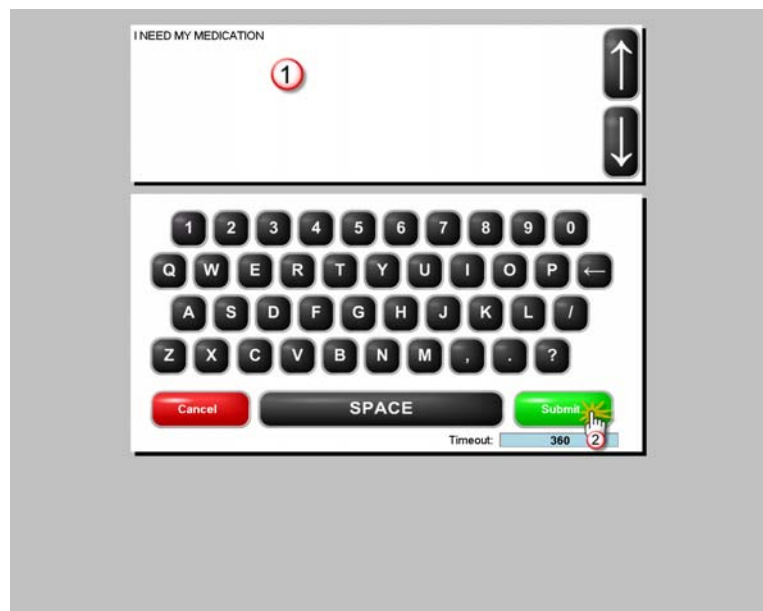 I NEED MY MEDICATION
1
↑
↓
1 2 3 4 5 6 7 8 9 0
Q W E R T Y U I O P ←
A S D F G H J K L /
Z X C V B N M , . ?
Cancel SPACE Submit
Timeout: 360 2